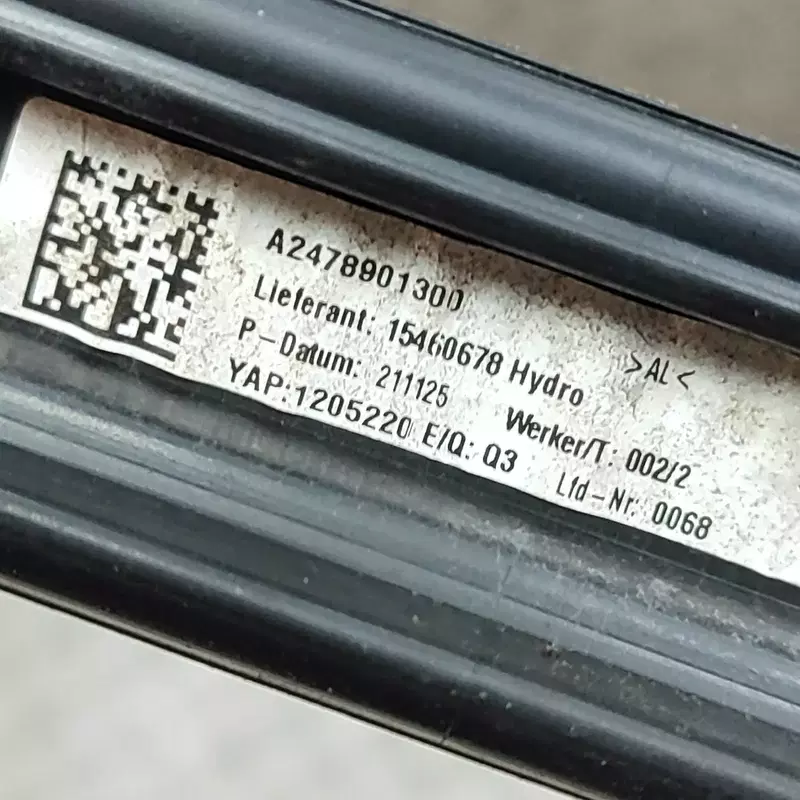 A2478901300
Lieferant: 15460678 Hydro >AL<
P-Datum: 211125 Werker/T: 002/2
YAP:1205220 E/Q: Q3 Lfd-Nr: 0068